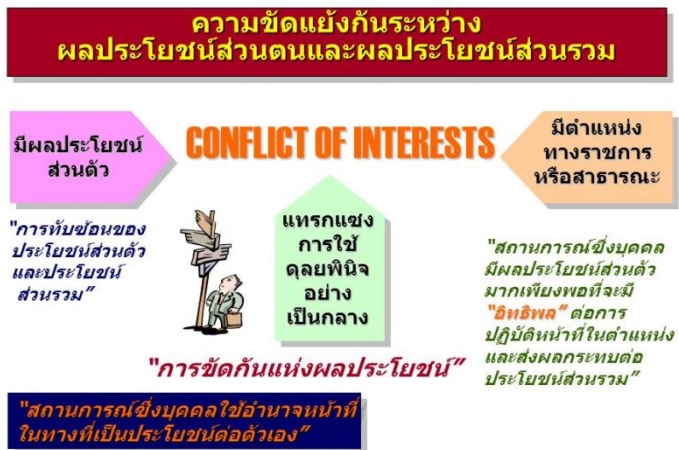 ความขัดแย้งกันระหว่าง
ผลประโยชน์ส่วนตนและผลประโยชน์ส่วนรวม
มีผลประโยชน์
ส่วนตัว
CONFLICT OF INTERESTS
มีตำแหน่ง
ทางราชการ
หรือสาธารณะ
"การทับซ้อนของ
ประโยชน์ส่วนตัว
และประโยชน์
ส่วนรวม"
แทรกแซง
การใช้
ดุลยพินิจ
อย่าง
เป็นกลาง
"สถานการณ์ซึ่งบุคคล
มีผลประโยชน์ส่วนตัว
มากเพียงพอที่จะมี
"อิทธิพล" ต่อการ
ปฏิบัติหน้าที่ในตำแหน่ง
และส่งผลกระทบต่อ
ประโยชน์ส่วนรวม"
"การขัดกันแห่งผลประโยชน์"
"สถานการณ์ซึ่งบุคคลใช้อำนาจหน้าที่
ในทางที่เป็นประโยชน์ต่อตัวเอง"